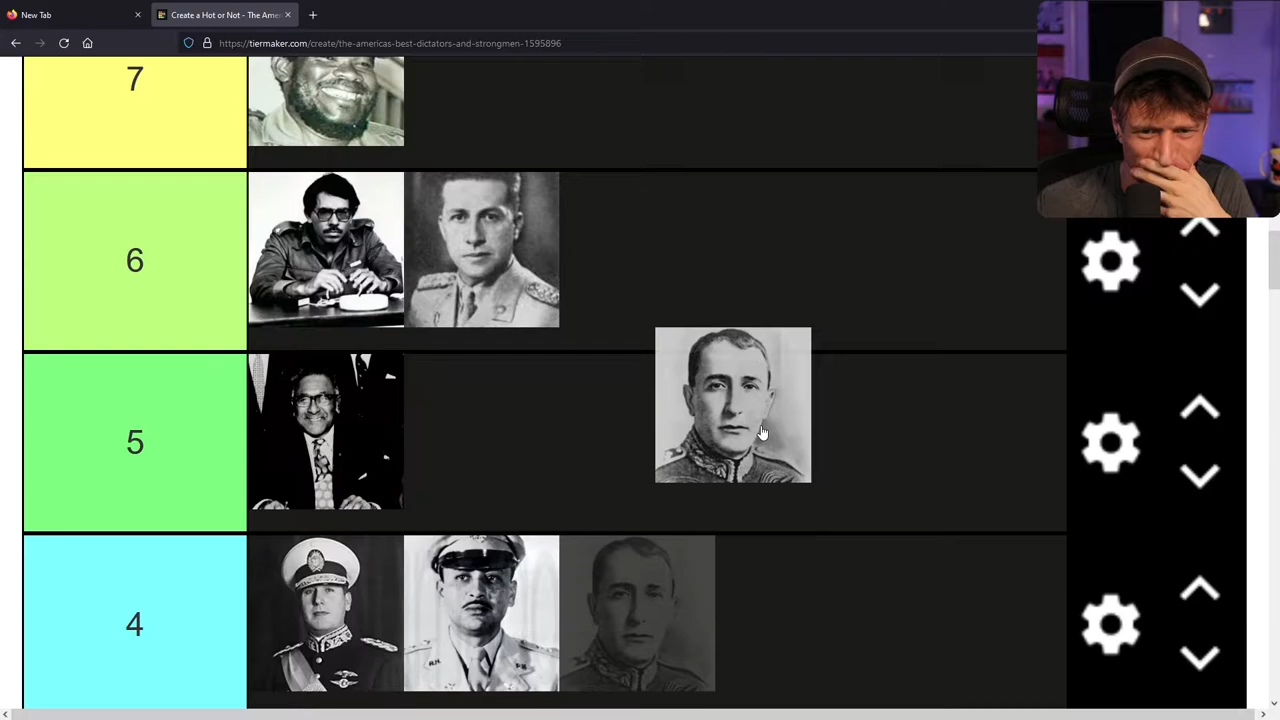 New Tab
Create a Hot or Not - The Ame
https://tiermaker.com/create/the-americas-best-dictators-and-strongmen-1595896
7
6
5
4